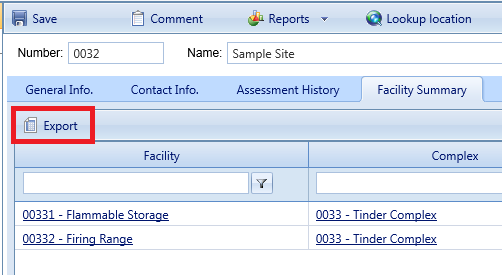 Save Comment Reports Lookup location
Number: 0032 Name: Sample Site
General Info. Contact Info. Assessment History Facility Summary
Export
Facility Complex
00331 - Flammable Storage 0033 - Tinder Complex
00332 - Firing Range 0033 - Tinder Complex